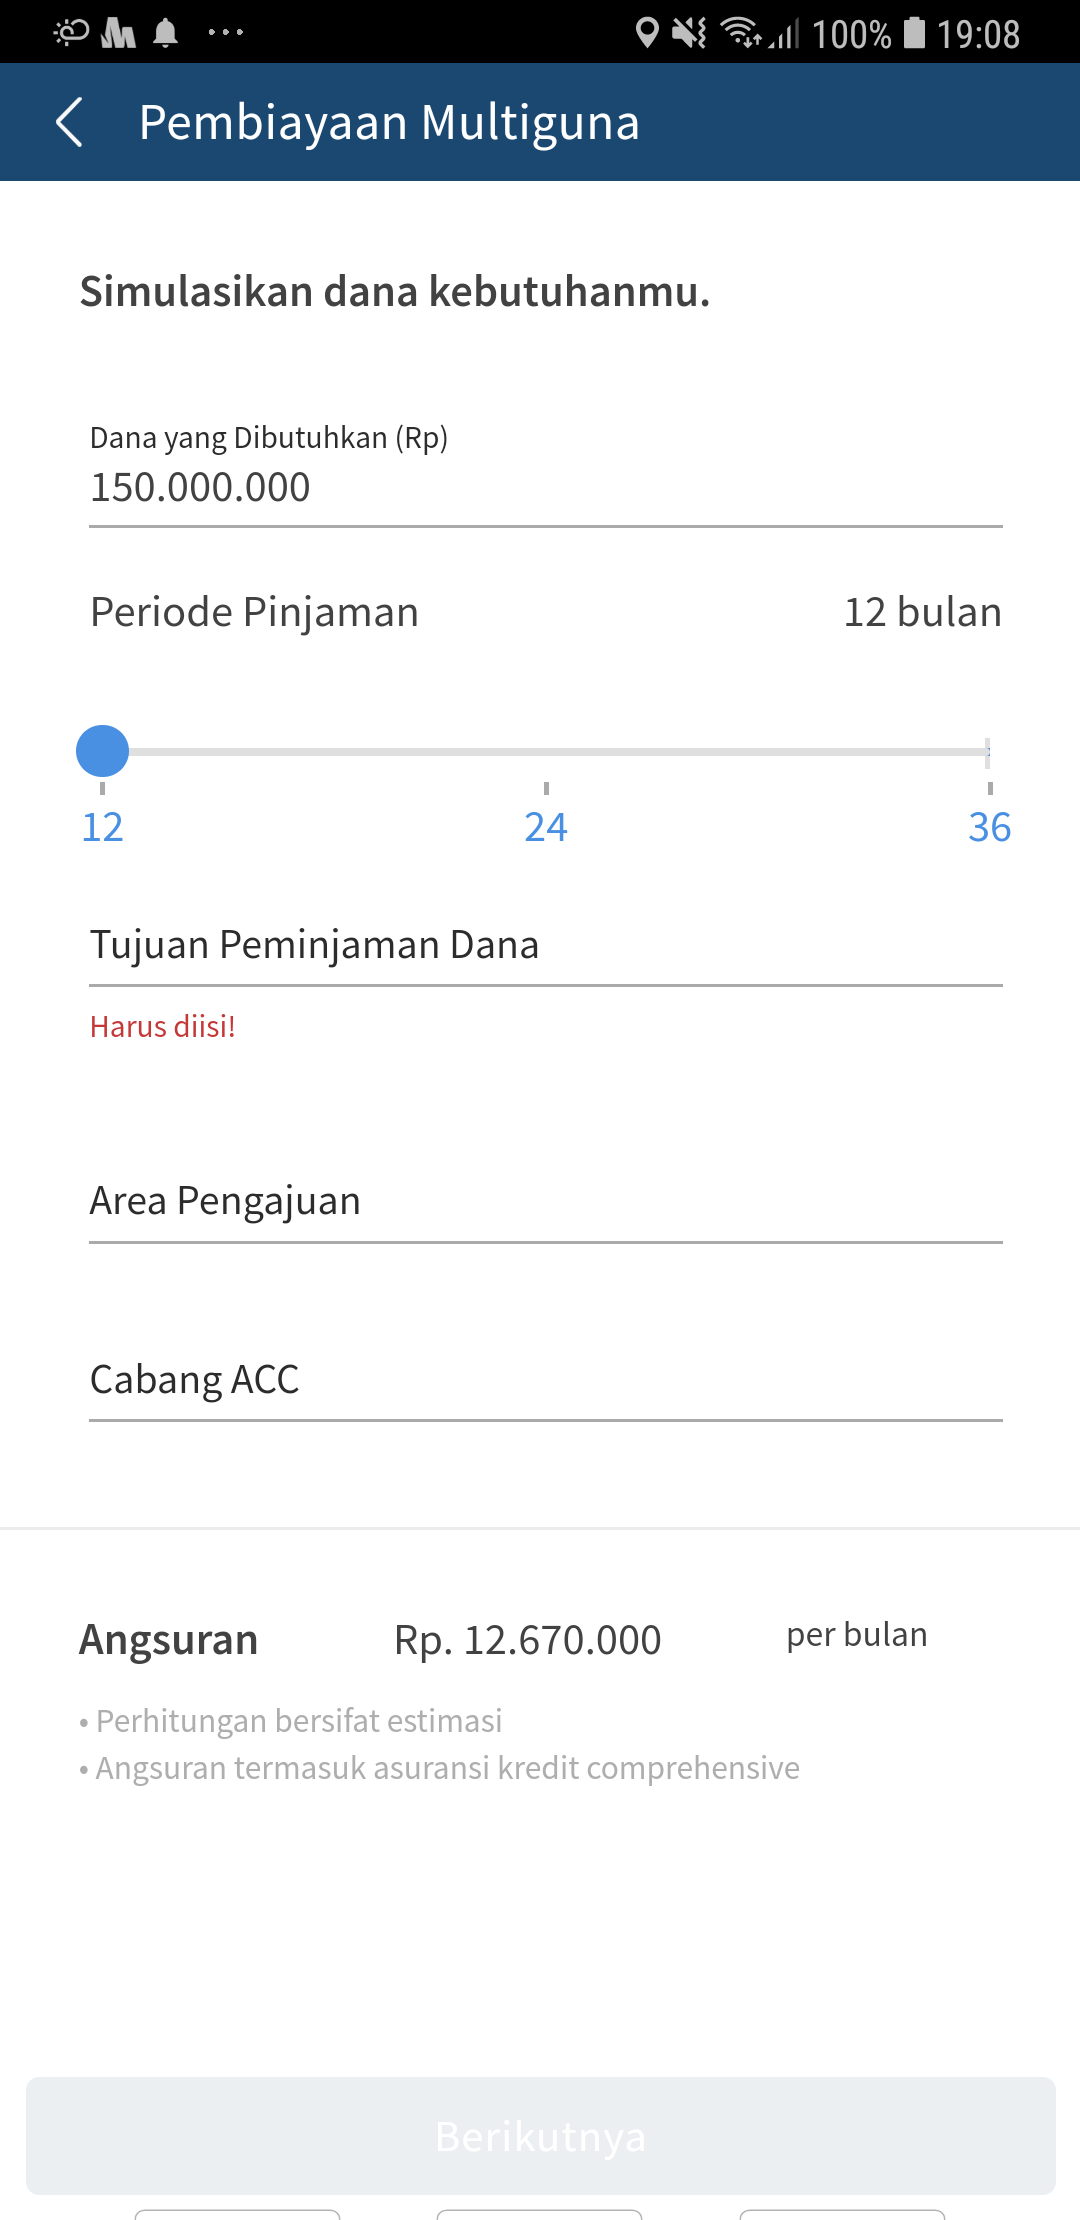 100% 19:08
Pembiayaan Multiguna
Simulasikan dana kebutuhanmu.
Dana yang Dibutuhkan (Rp)
150.000.000
Periode Pinjaman 12 bulan
12 24 36
Tujuan Peminjaman Dana
Harus diisi!
Area Pengajuan
Cabang ACC
Angsuran Rp. 12.670.000 per bulan
• Perhitungan bersifat estimasi
• Angsuran termasuk asuransi kredit comprehensive
Berikutnya